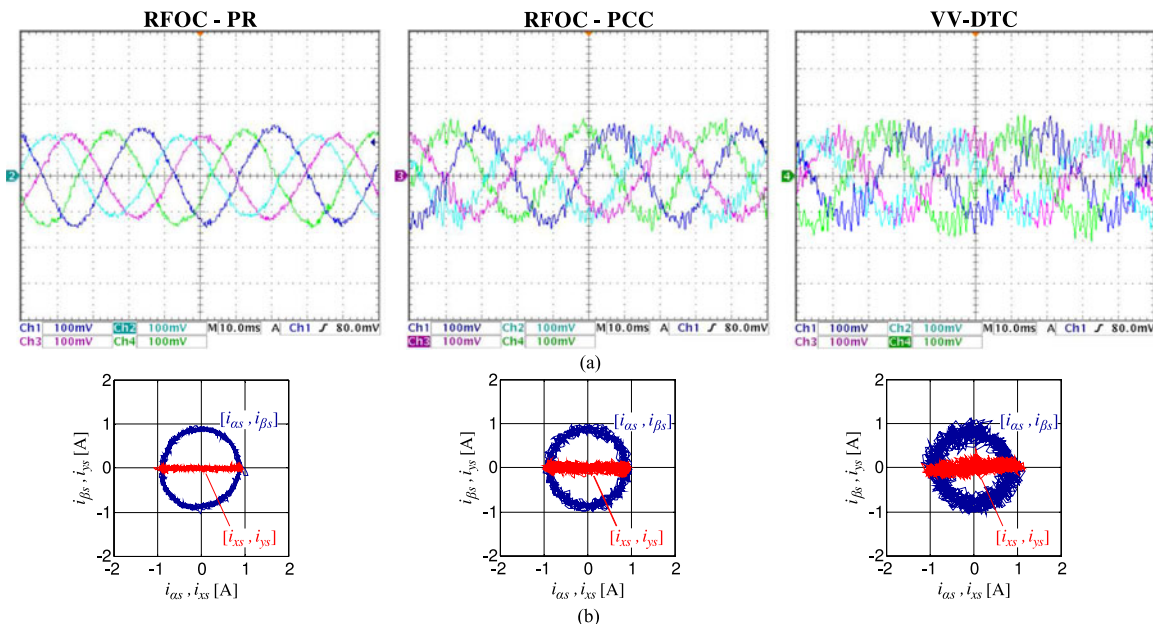 RFOC - PR RFOC - PCC VV-DTC
2 3 4
Ch1 100mV Ch2 100mV M 10.0ms A Ch1 ʃ 80.0mV
Ch3 100mV Ch4 100mV
Ch1 100mV Ch2 100mV M 10.0ms A Ch1 ʃ 80.0mV
Ch3 100mV Ch4 100mV
Ch1 100mV Ch2 100mV M 10.0ms A Ch1 ʃ 80.0mV
Ch3 100mV Ch4 100mV
(a)
2
1
0
-1
-2
iβs , iys [A]
[iαs , iβs]
[ixs , iys]
-2 -1 0 1 2
iαs , ixs [A]
2
1
0
-1
-2
iβs , iys [A]
[iαs , iβs]
[ixs , iys]
-2 -1 0 1 2
iαs , ixs [A]
2
1
0
-1
-2
iβs , iys [A]
[iαs , iβs]
[ixs , iys]
-2 -1 0 1 2
iαs , ixs [A]
(b)